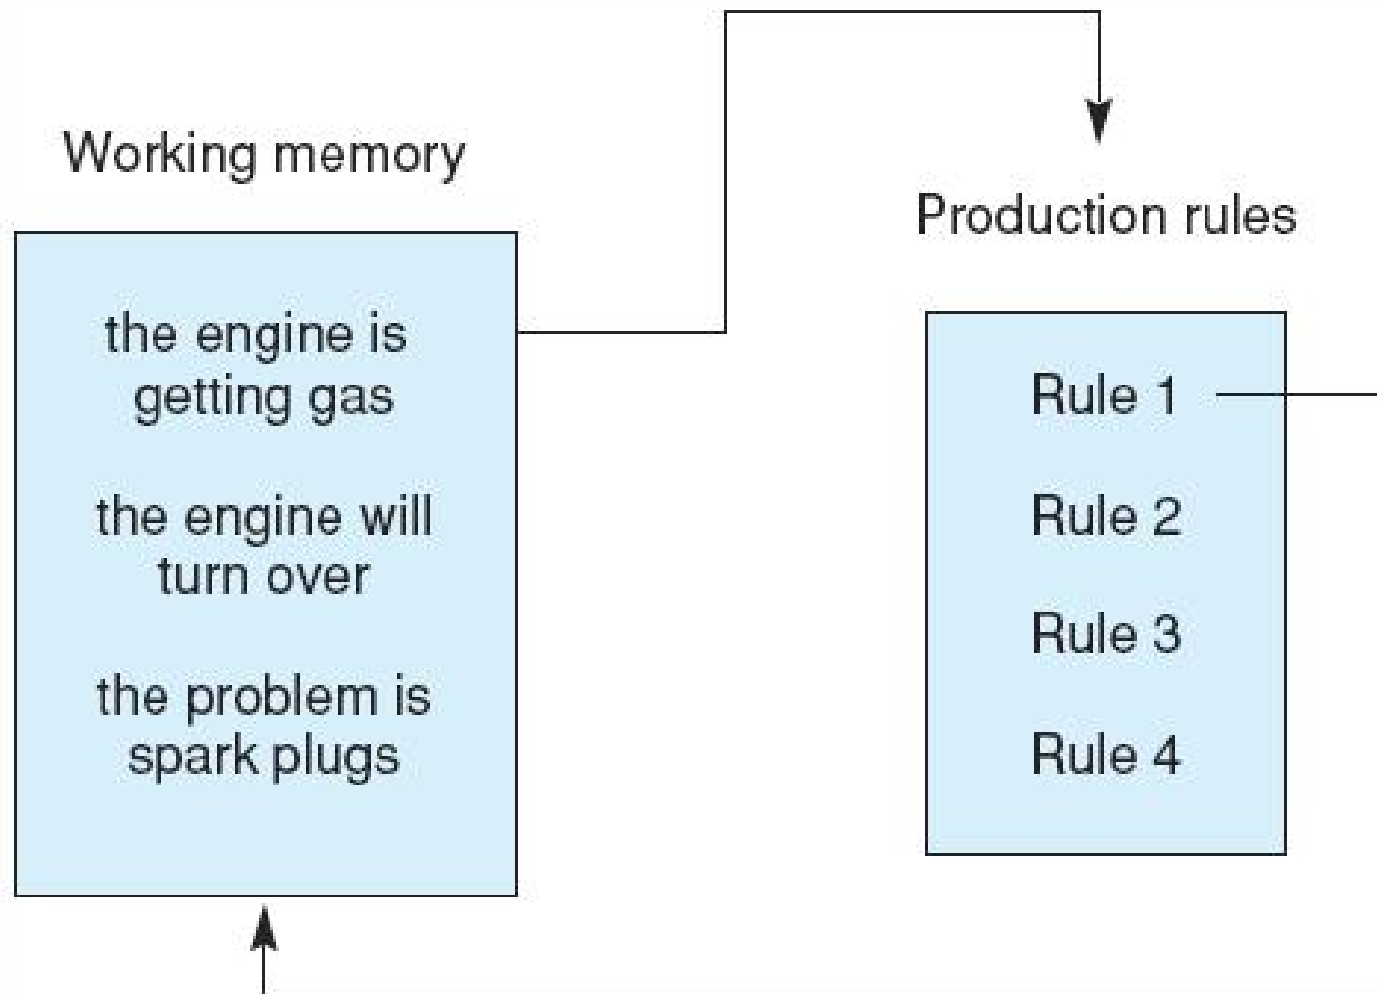 Working memory
the engine is
getting gas
the engine will
turn over
the problem is
spark plugs
Production rules
Rule 1
Rule 2
Rule 3
Rule 4